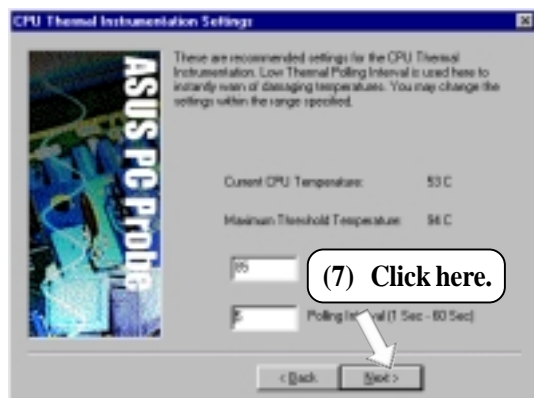 CPU Thermal Instrumentation Settings
ASUS PC Probe
These are recommended settings for the CPU Thermal
Instrumentation. Low Thermal Polling Interval is used here to
instantly warn of damaging temperatures. You may change the
settings within the range specified.
Current CPU Temperature: 53 C
Maximum Threshold Temperature: 94 C
(7) Click here.
Polling (1 Sec - 60 Sec)
< Back
Next >